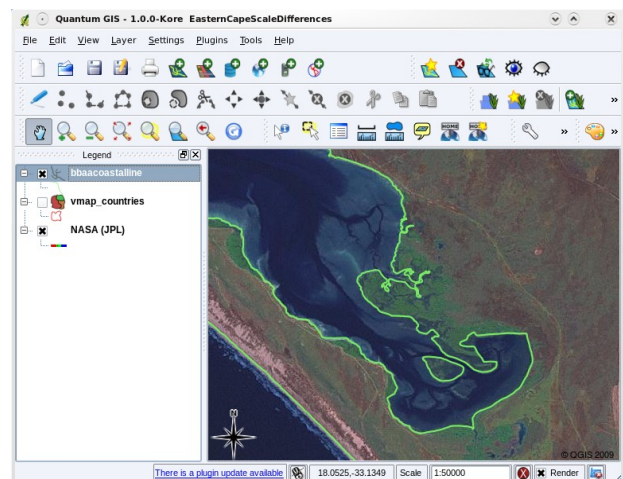 Quantum GIS - 1.0.0-Kore EasternCapeScaleDifferences
File Edit View Layer Settings Plugins Tools Help
Legend
bbaacoastalline
vmap_countries
NASA (JPL)
© QGIS 2009
There is a plugin update available 18.0525,-33.1349 Scale 1:50000 Render